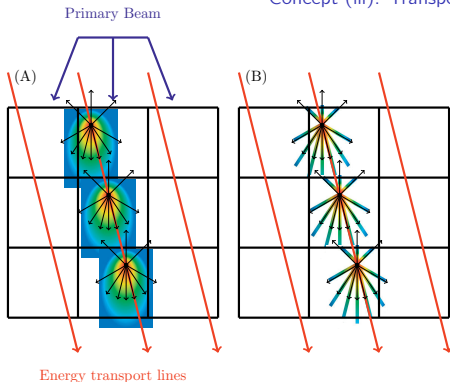 Concept (iii): Transpo
Primary Beam
(A)
(B)
Energy transport lines